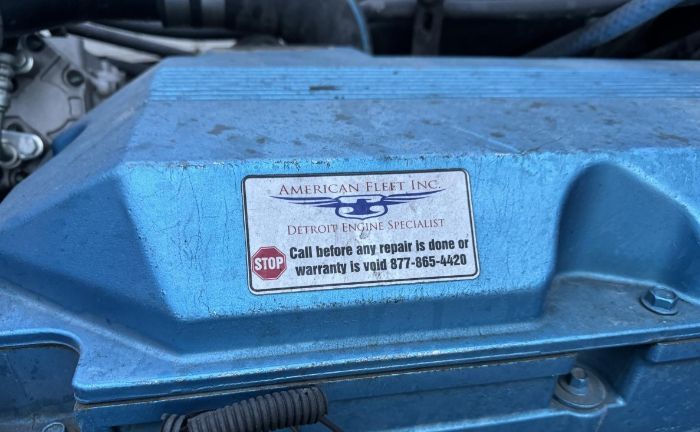 American Fleet Inc.
Detroit Engine Specialist
STOP
Call before any repair is done or
warranty is void 877-865-4420